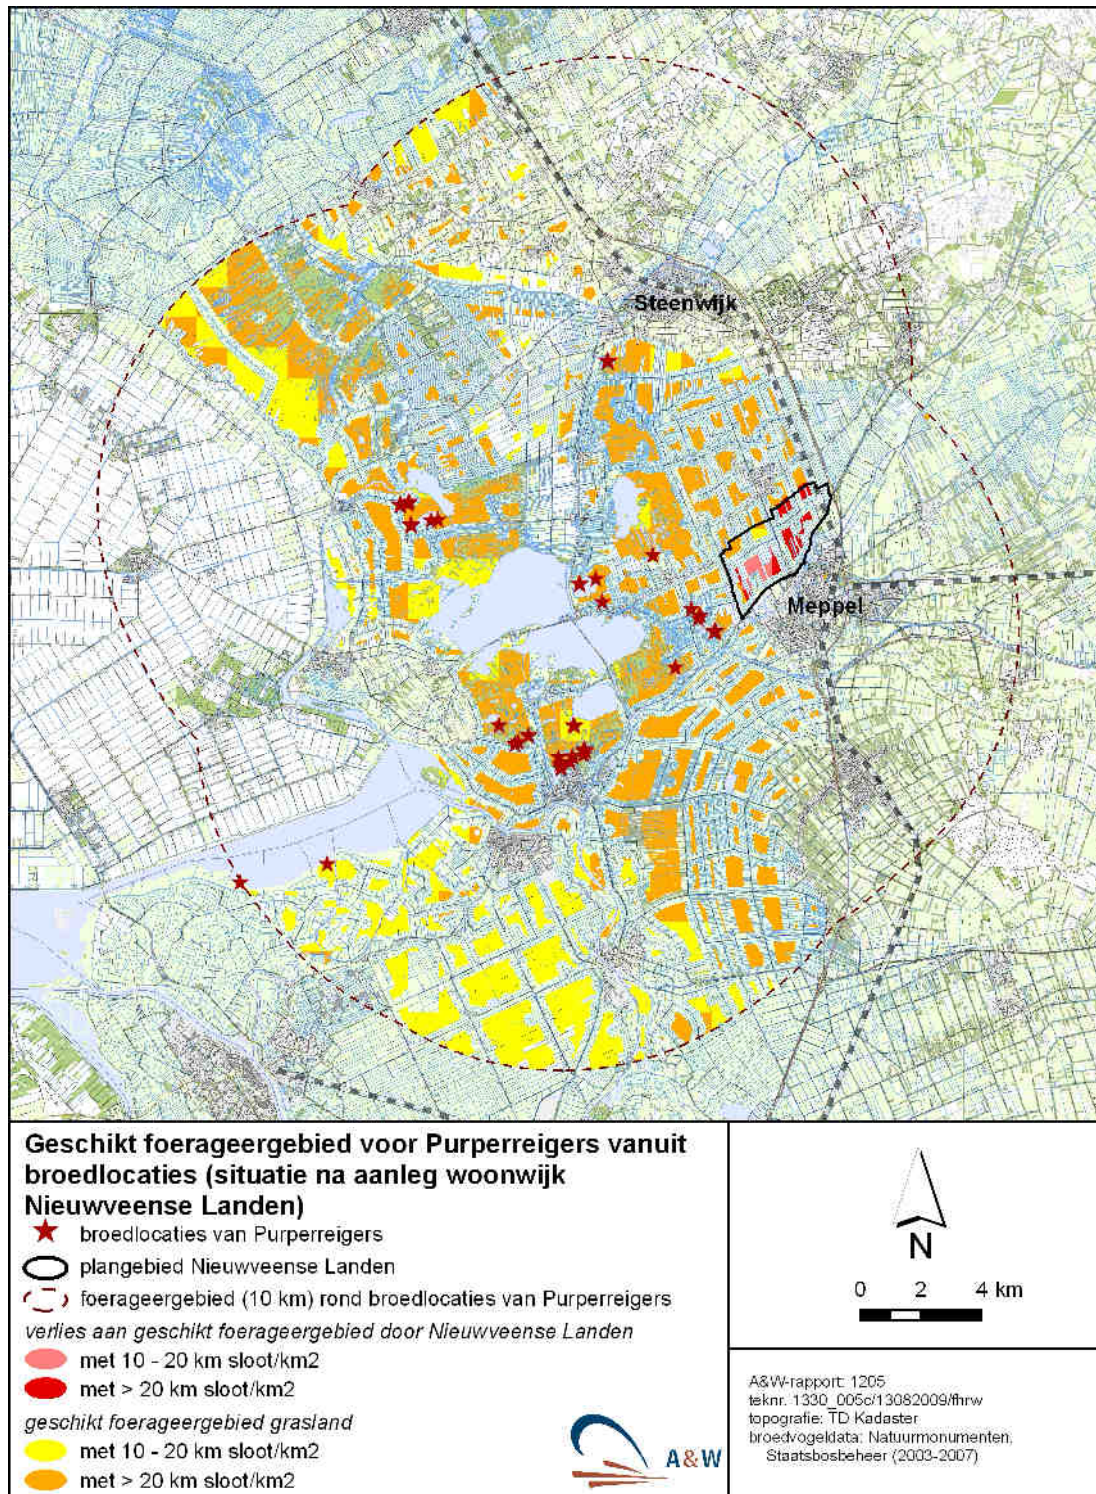 Steenwijk
Meppel
Geschikt foerageergebied voor Purperreigers vanuit
broedlocaties (situatie na aanleg woonwijk
Nieuwveense Landen)
broedlocaties van Purperreigers
plangebied Nieuwveense Landen
foerageergebied (10 km) rond broedlocaties van Purperreigers
verlies aan geschikt foerageergebied door Nieuwveense Landen
met 10 - 20 km sloot/km2
met > 20 km sloot/km2
geschikt foerageergebied grasland
met 10 - 20 km sloot/km2
met > 20 km sloot/km2
A&W
N
0 2 4 km
A&W-rapport: 1205
teknr. 1330_005c/13082009/fhrw
topografie: TD Kadaster
broedvogeldata: Natuurmonumenten,
Staatsbosbeheer (2003-2007)